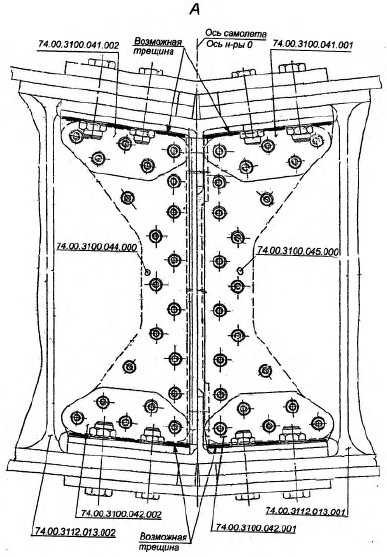 А
74.00.3100.041.002
Возможная
трещина
Ось самолета
Ось н-ры 0
74.00.3100.041.001
74.00.3100.044.000
74.00.3100.045.000
74.00.3100.042.002
74.00.3112.013.002
Возможная
трещина
74.00.3100.042.001
74.00.3112.013.001